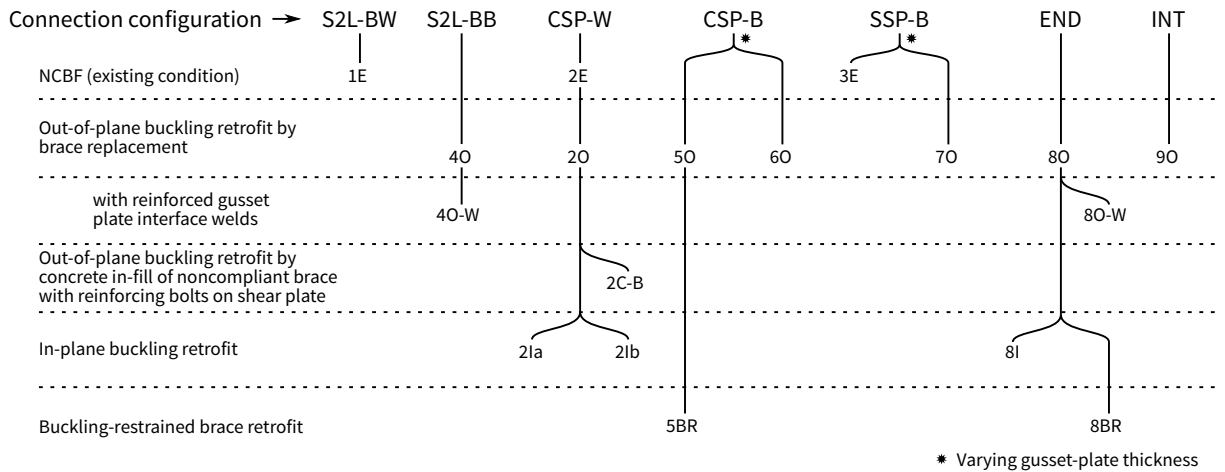 Connection configuration → S2L-BW S2L-BB CSP-W CSP-B SSP-B END INT
✷ ✷
NCBF (existing condition) 1E 2E 3E
Out-of-plane buckling retrofit by
brace replacement 4O 2O 5O 6O 7O 8O 9O
with reinforced gusset
plate interface welds 4O-W 8O-W
Out-of-plane buckling retrofit by
concrete in-fill of noncompliant brace 2C-B
with reinforcing bolts on shear plate
In-plane buckling retrofit 2Ia 2Ib 8I
Buckling-restrained brace retrofit 5BR 8BR
✷ Varying gusset-plate thickness